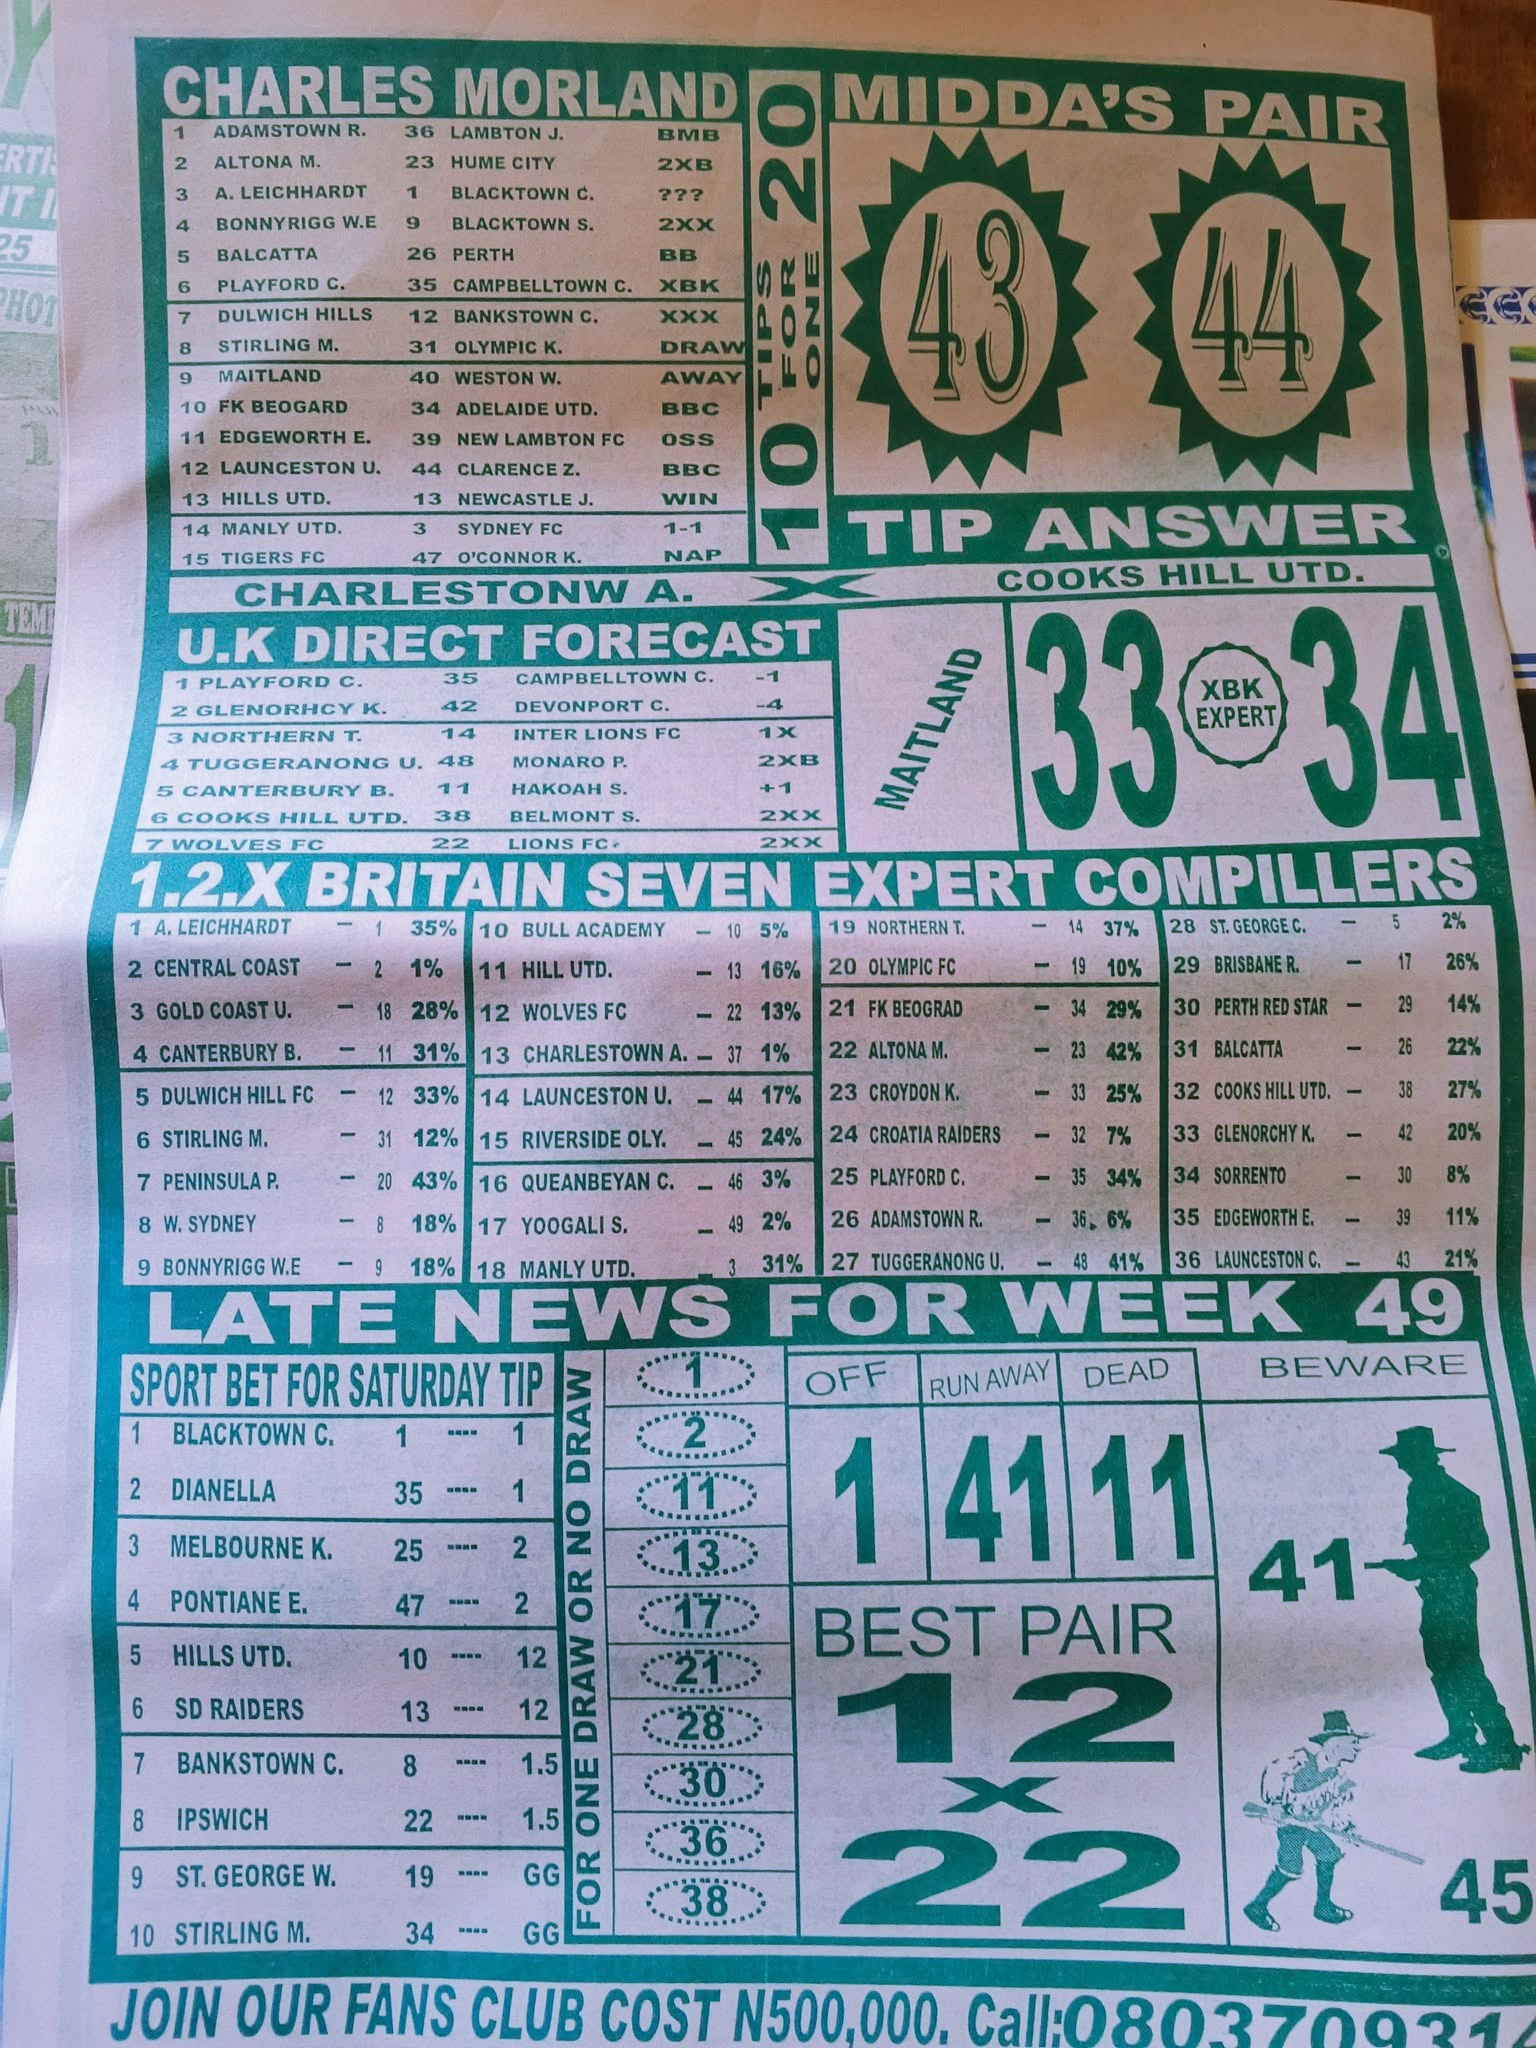 CHARLES MORLAND
1 ADAMSTOWN R. 36 LAMBTON J. BMB
2 ALTONA M. 23 HUME CITY 2XB
3 A. LEICHHARDT 1 BLACKTOWN C. ???
4 BONNYRIGG W.E 9 BLACKTOWN S. 2XX
5 BALCATTA 26 PERTH BB
6 PLAYFORD C. 35 CAMPBELLTOWN C. XBK
7 DULWICH HILLS 12 BANKSTOWN C. XXX
8 STIRLING M. 31 OLYMPIC K. DRAW
9 MAITLAND 40 WESTON W. AWAY
10 FK BEOGARD 34 ADELAIDE UTD. BBC
11 EDGEWORTH E. 39 NEW LAMBTON FC OSS
12 LAUNCESTON U. 44 CLARENCE Z. BBC
13 HILLS UTD. 13 NEWCASTLE J. WIN
14 MANLY UTD. 3 SYDNEY FC 1-1
15 TIGERS FC 47 O'CONNOR K. NAP
10 TIPS FOR ONE 20
MIDDA'S PAIR
43 44
TIP ANSWER
CHARLESTONW A. X COOKS HILL UTD.
U.K DIRECT FORECAST
1 PLAYFORD C. 35 CAMPBELLTOWN C. -1
2 GLENORHCY K. 42 DEVONPORT C. -4
3 NORTHERN T. 14 INTER LIONS FC 1X
4 TUGGERANONG U. 48 MONARO P. 2XB
5 CANTERBURY B. 11 HAKOAH S. +1
6 COOKS HILL UTD. 38 BELMONT S. 2XX
7 WOLVES FC 22 LIONS FC. 2XX
MAITLAND
33 XBK EXPERT 34
1.2.X BRITAIN SEVEN EXPERT COMPILLERS
1 A. LEICHHARDT – 1 35%
2 CENTRAL COAST – 2 1%
3 GOLD COAST U. – 18 28%
4 CANTERBURY B. – 11 31%
5 DULWICH HILL FC – 12 33%
6 STIRLING M. – 31 12%
7 PENINSULA P. – 20 43%
8 W. SYDNEY – 8 18%
9 BONNYRIGG W.E – 9 18%
10 BULL ACADEMY – 10 5%
11 HILL UTD. – 13 16%
12 WOLVES FC – 22 13%
13 CHARLESTOWN A. – 37 1%
14 LAUNCESTON U. – 44 17%
15 RIVERSIDE OLY. – 45 24%
16 QUEANBEYAN C. – 46 3%
17 YOOGALI S. – 49 2%
18 MANLY UTD. – 3 31%
19 NORTHERN T. – 14 37%
20 OLYMPIC FC – 19 10%
21 FK BEOGRAD – 34 29%
22 ALTONA M. – 23 42%
23 CROYDON K. – 33 25%
24 CROATIA RAIDERS – 32 7%
25 PLAYFORD C. – 35 34%
26 ADAMSTOWN R. – 36 6%
27 TUGGERANONG U. – 48 41%
28 ST. GEORGE C. – 5 2%
29 BRISBANE R. – 17 26%
30 PERTH RED STAR – 29 14%
31 BALCATTA – 26 22%
32 COOKS HILL UTD. – 38 27%
33 GLENORCHY K. – 42 20%
34 SORRENTO – 30 8%
35 EDGEWORTH E. – 39 11%
36 LAUNCESTON C. – 43 21%
LATE NEWS FOR WEEK 49
SPORT BET FOR SATURDAY TIP
1 BLACKTOWN C. 1 ---- 1
2 DIANELLA 35 ---- 1
3 MELBOURNE K. 25 ---- 2
4 PONTIANE E. 47 ---- 2
5 HILLS UTD. 10 ---- 12
6 SD RAIDERS 13 ---- 12
7 BANKSTOWN C. 8 ---- 1.5
8 IPSWICH 22 ---- 1.5
9 ST. GEORGE W. 19 ---- GG
10 STIRLING M. 34 ---- GG
FOR ONE DRAW OR NO DRAW
1
2
11
13
17
21
28
30
36
38
OFF RUN AWAY DEAD
1 41 11
BEST PAIR
12
X
22
BEWARE
41
45
JOIN OUR FANS CLUB COST N500,000. Call:080370931